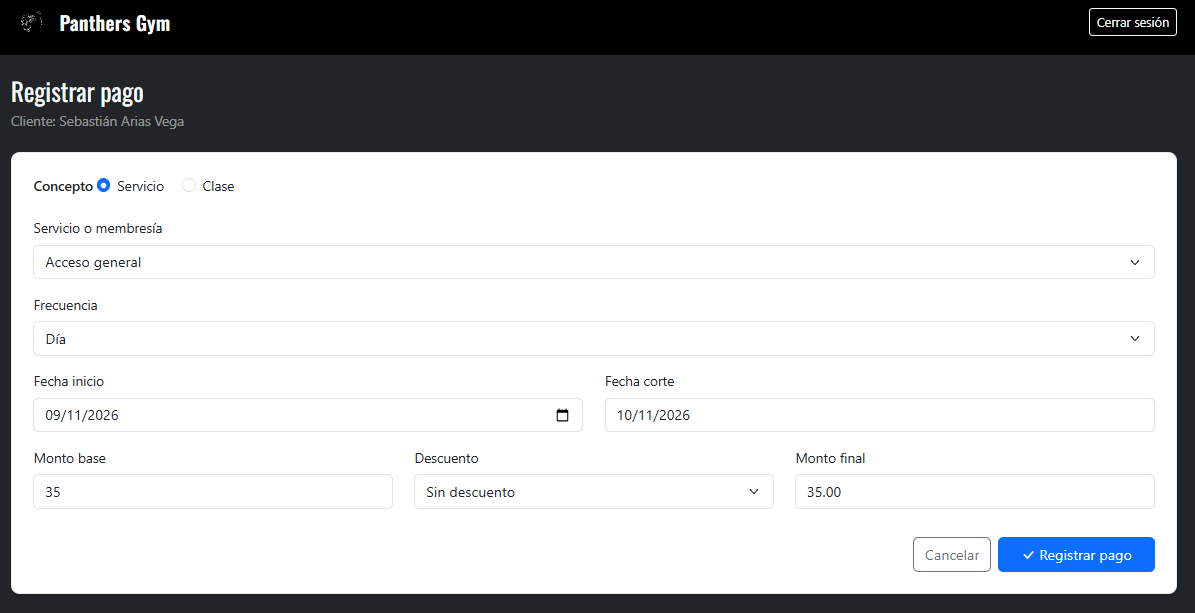 Panthers Gym
Cerrar sesión
Registrar pago
Cliente: Sebastián Arias Vega
Concepto Servicio Clase
Servicio o membresía
Acceso general
Frecuencia
Día
Fecha inicio Fecha corte
09/11/2026 10/11/2026
Monto base Descuento Monto final
35 Sin descuento 35.00
Cancelar Registrar pago